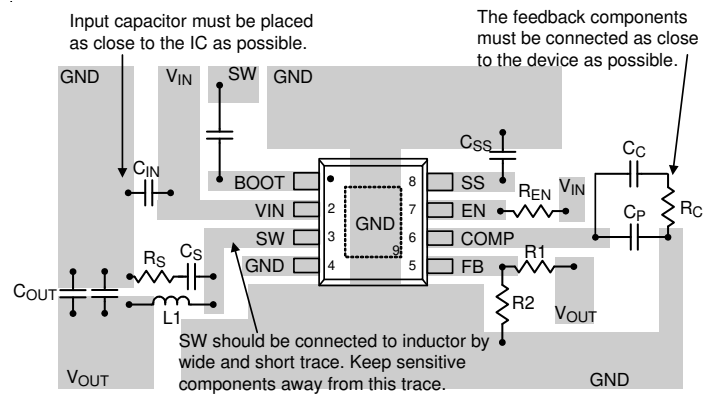 Input capacitor must be placed
as close to the IC as possible.
The feedback components
must be connected as close
to the device as possible.
GND
VIN
SW
GND
CSS
CC
CIN
BOOT
8
SS
REN
VIN
RC
VIN
2
7
EN
CP
GND
SW
3
6
COMP
9
RS
CS
GND
4
5
FB
R1
COUT
R2
L1
VOUT
SW should be connected to inductor by
wide and short trace. Keep sensitive
components away from this trace.
VOUT
GND